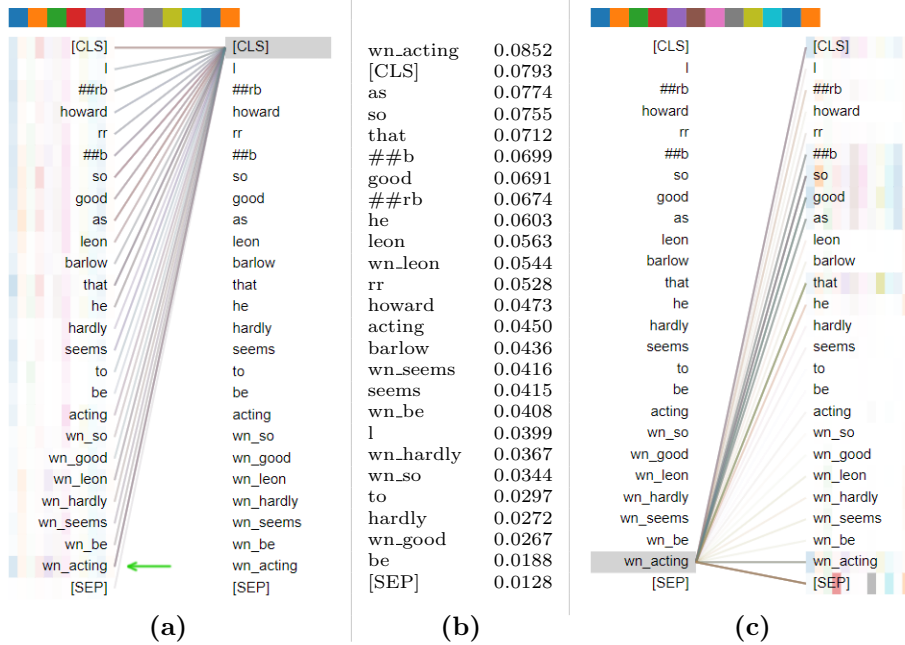 [CLS] [CLS]
l l
##rb ##rb
howard howard
rr rr
##b ##b
so so
good good
as as
leon leon
barlow barlow
that that
he he
hardly hardly
seems seems
to to
be be
acting acting
wn_so wn_so
wn_good wn_good
wn_leon wn_leon
wn_hardly wn_hardly
wn_seems wn_seems
wn_be wn_be
wn_acting wn_acting
[SEP] [SEP]
(a)
wn_acting 0.0852
[CLS] 0.0793
as 0.0774
so 0.0755
that 0.0712
##b 0.0699
good 0.0691
##rb 0.0674
he 0.0603
leon 0.0563
wn_leon 0.0544
rr 0.0528
howard 0.0473
acting 0.0450
barlow 0.0436
wn_seems 0.0416
seems 0.0415
wn_be 0.0408
l 0.0399
wn_hardly 0.0367
wn_so 0.0344
to 0.0297
hardly 0.0272
wn_good 0.0267
be 0.0188
[SEP] 0.0128
(b)
[CLS] [CLS]
l l
##rb ##rb
howard howard
rr rr
##b ##b
so so
good good
as as
leon leon
barlow barlow
that that
he he
hardly hardly
seems seems
to to
be be
acting acting
wn_so wn_so
wn_good wn_good
wn_leon wn_leon
wn_hardly wn_hardly
wn_seems wn_seems
wn_be wn_be
wn_acting wn_acting
[SEP] [SEP]
(c)